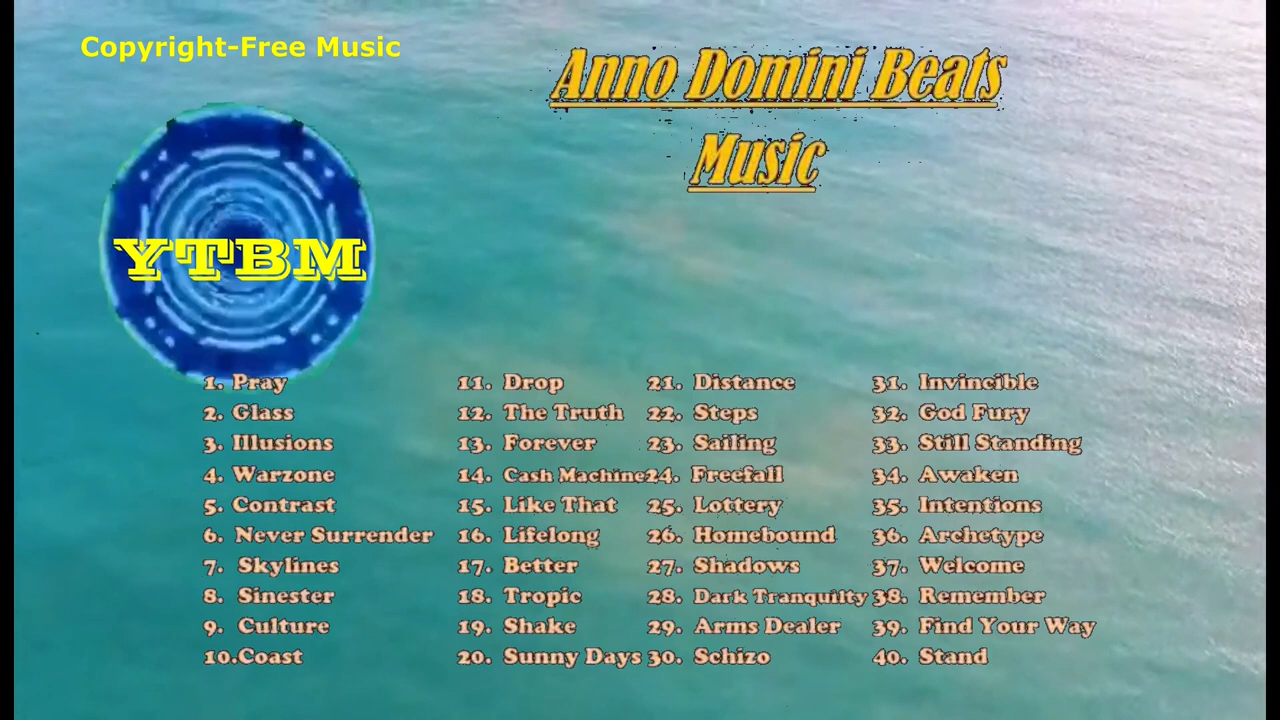 Copyright-Free Music
Anno Domini Beats
Music
YTBM
1. Pray
2. Glass
3. Illusions
4. Warzone
5. Contrast
6. Never Surrender
7. Skylines
8. Sinester
9. Culture
10.Coast
11. Drop
12. The Truth
13. Forever
14. Cash Machine
15. Like That
16. Lifelong
17. Better
18. Tropic
19. Shake
20. Sunny Days
21. Distance
22. Steps
23. Sailing
24. Freefall
25. Lottery
26. Homebound
27. Shadows
28. Dark Tranquilty
29. Arms Dealer
30. Schizo
31. Invincible
32. God Fury
33. Still Standing
34. Awaken
35. Intentions
36. Archetype
37. Welcome
38. Remember
39. Find Your Way
40. Stand